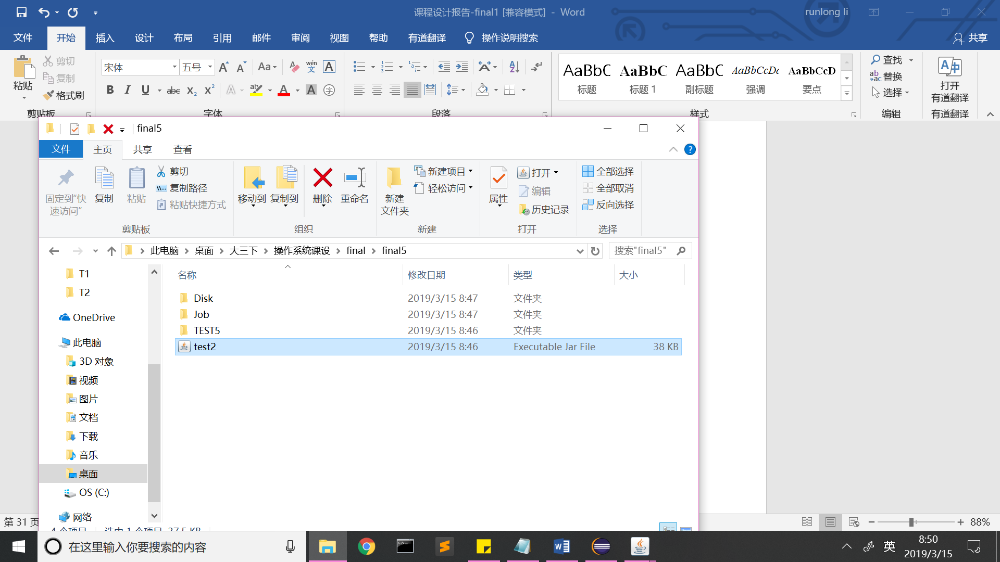 课程设计报告-final1 [兼容模式] - Word
runlong li
文件 开始 插入 设计 布局 引用 邮件 审阅 视图 帮助 有道翻译 操作说明搜索 共享
粘贴
剪切
复制
格式刷
剪贴板
宋体 五号
Aa
wén
文
A
B I U abc x₂ x² A aby A A 字
字体
段落
AaBbC AaBbC AaBbC AaBbCcDc AaBbCcD
标题 标题 1 副标题 强调 要点
样式
查找
替换
选择
编辑
打开
有道翻译
有道翻译
final5
文件 主页 共享 查看
固定到“快
速访问”
复制
粘贴
剪切
复制路径
粘贴快捷方式
剪贴板
移动到 复制到 删除 重命名
组织
新建
文件夹
新建项目
轻松访问
新建
属性
打开
编辑
历史记录
打开
全部选择
全部取消
反向选择
选择
此电脑 桌面 大三下 操作系统课设 final final5
搜索"final5"
T1
T2
OneDrive
此电脑
3D 对象
视频
图片
文档
下载
音乐
桌面
OS (C:)
网络
名称 修改日期 类型 大小
Disk 2019/3/15 8:47 文件夹
Job 2019/3/15 8:47 文件夹
TEST5 2019/3/15 8:46 文件夹
test2 2019/3/15 8:46 Executable Jar File 38 KB
4 个项目 选中 1 个项目 37.5 KB
第 31 页
88%
在这里输入你要搜索的内容
英
8:50
2019/3/15